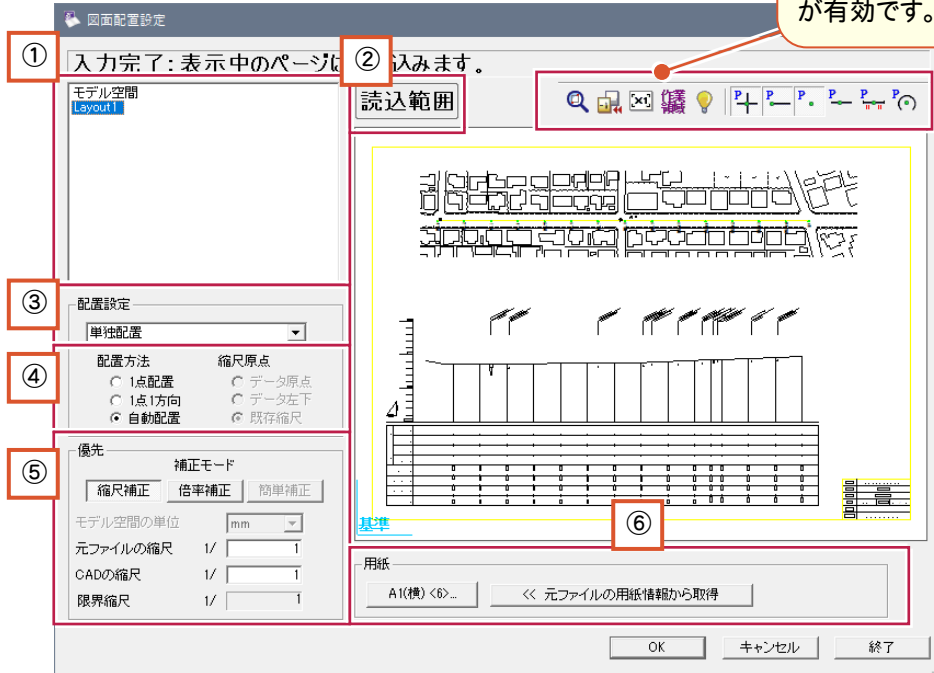 が有効です。
図面配置設定
①
入力完了:表示中のページ
②
込みます。
モデル空間
Layout1
読込範囲
[×1]
作業
縮減
P
P
P
P
P
P
③
配置設定
単独配置
④
配置方法
縮尺原点
1点配置
データ原点
1点1方向
データ左下
自動配置
既存縮尺
⑤
優先
補正モード
縮尺補正
倍率補正
簡単補正
モデル空間の単位
mm
元ファイルの縮尺 1/ 1
CADの縮尺 1/ 1
限界縮尺 1/ 1
基準
⑥
用紙
A1(横) <6>...
<< 元ファイルの用紙情報から取得
OK
キャンセル
終了